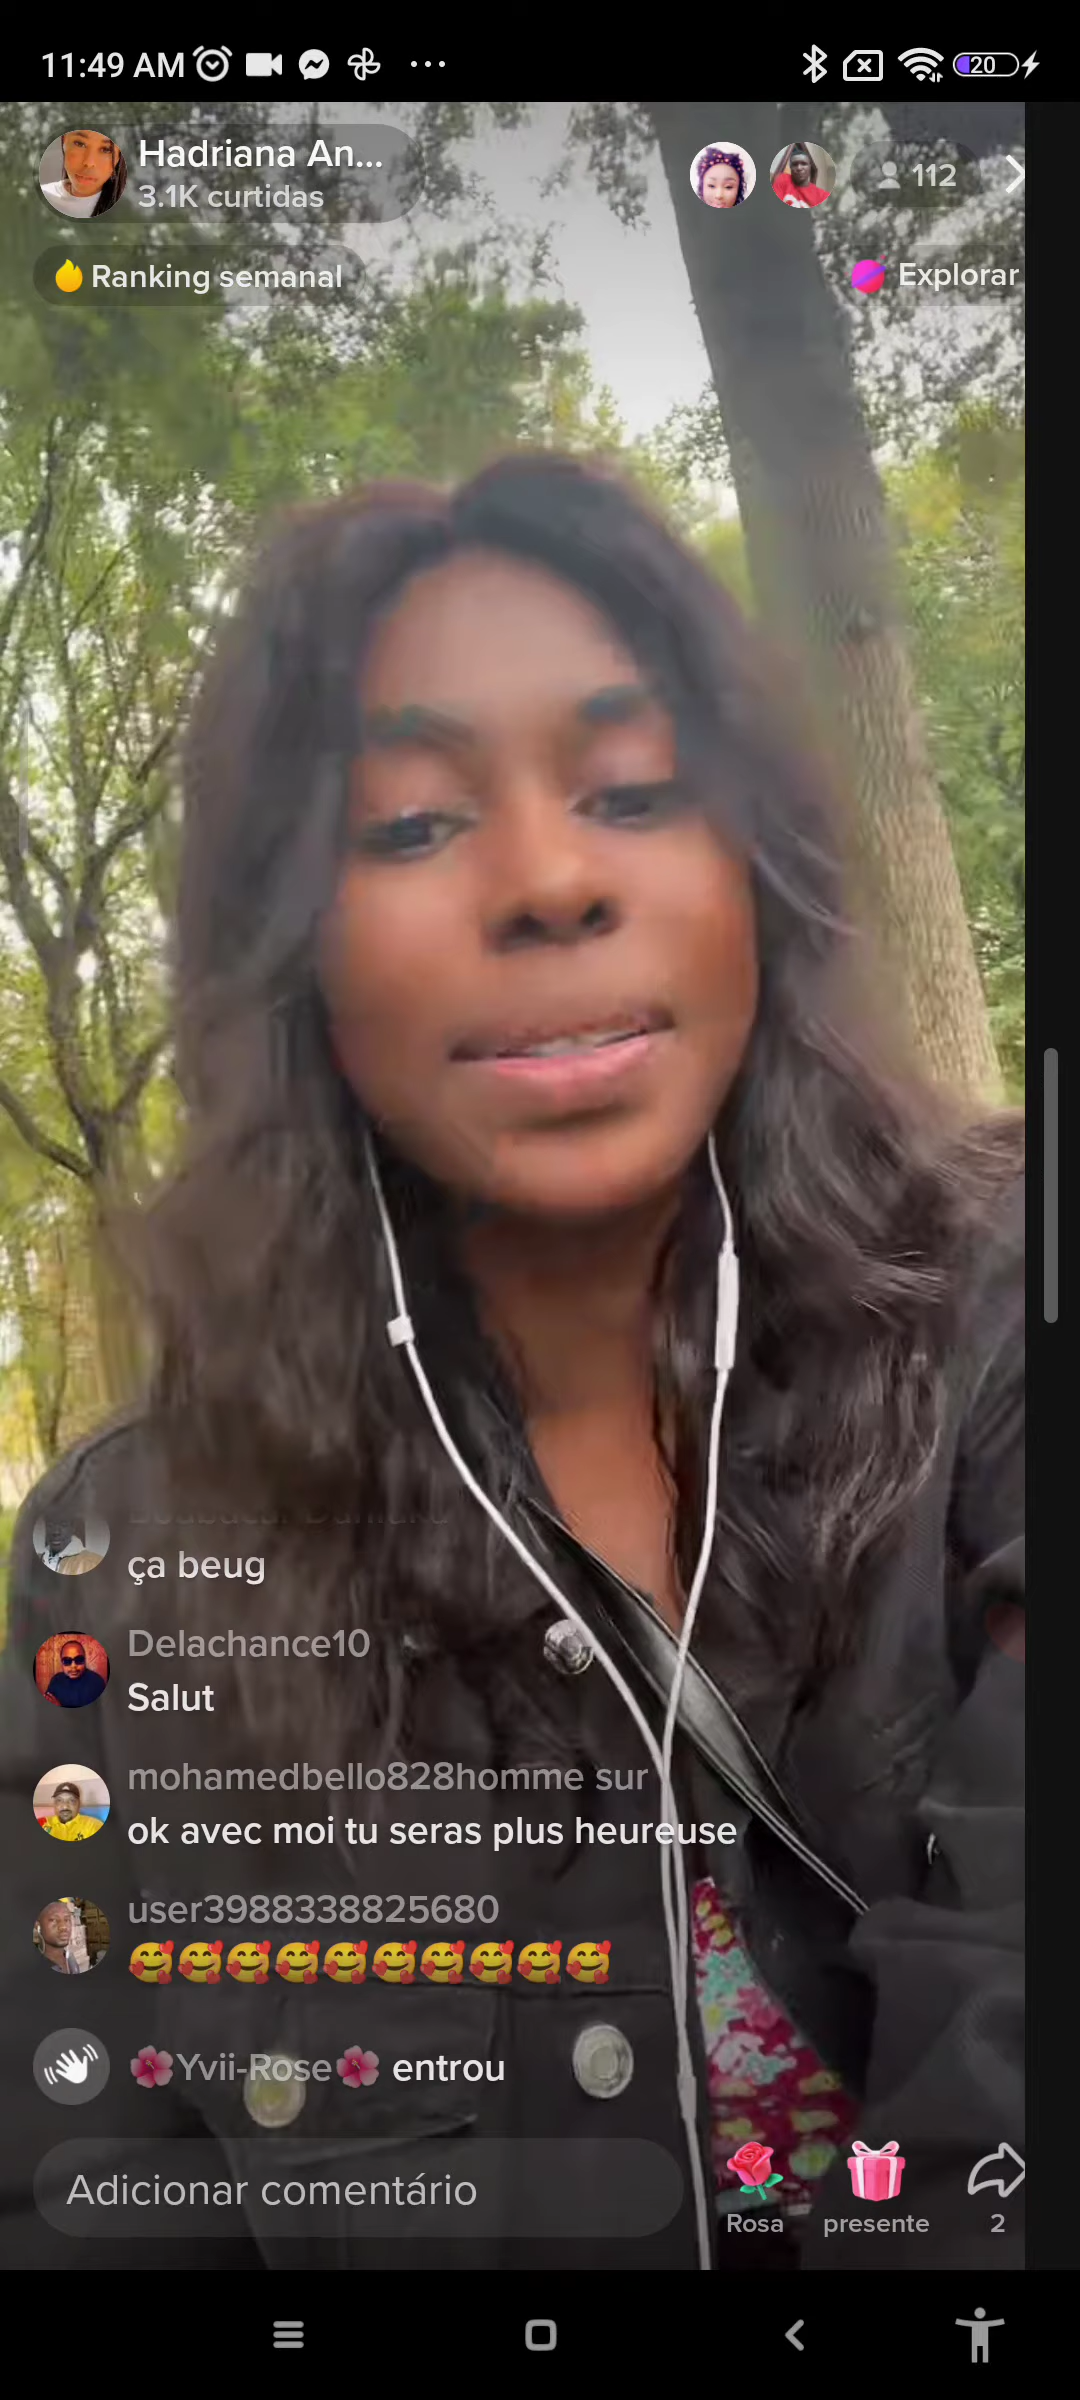 11:49 AM
20
Hadriana An...
3.1K curtidas
112
Ranking semanal
Explorar
ça beug
Delachance10
Salut
mohamedbello828homme sur
ok avec moi tu seras plus heureuse
user3988338825680
🥰🥰🥰🥰🥰🥰🥰🥰🥰🥰
🌺Yvii-Rose🌺 entrou
Adicionar comentário
Rosa
presente
2